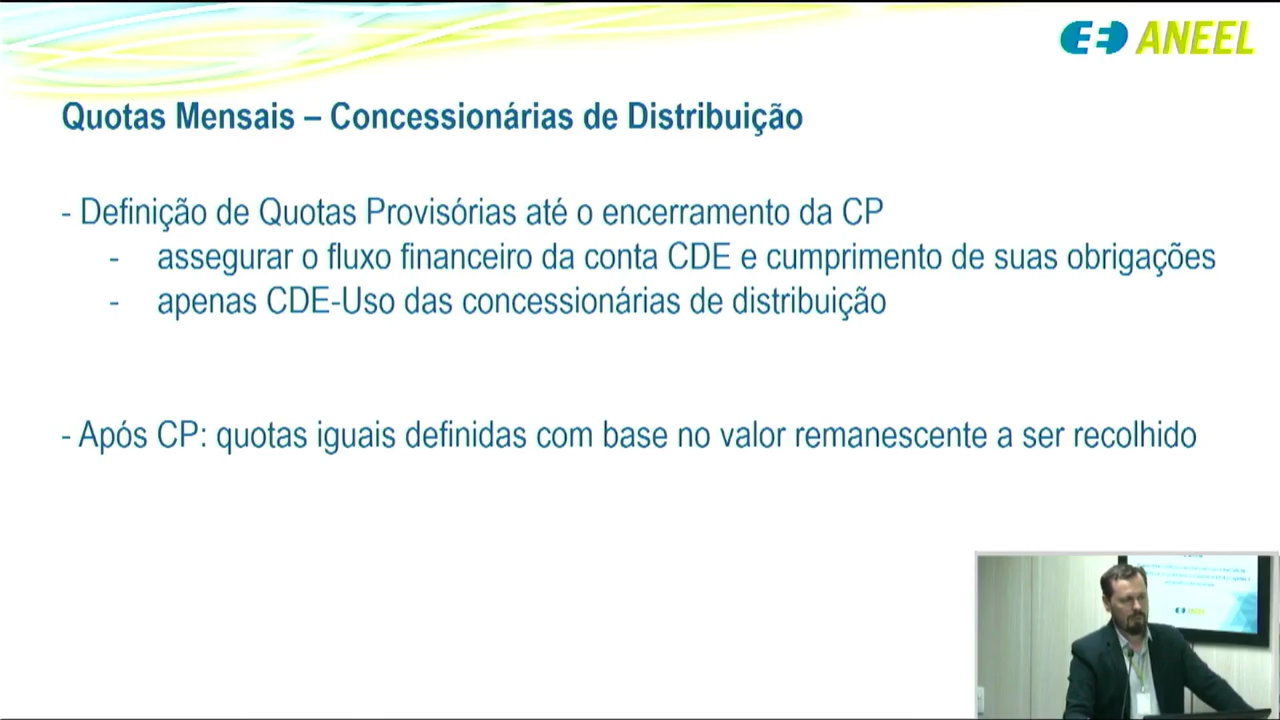 ANEEL
Quotas Mensais – Concessionárias de Distribuição
- Definição de Quotas Provisórias até o encerramento da CP
- assegurar o fluxo financeiro da conta CDE e cumprimento de suas obrigações
- apenas CDE-Uso das concessionárias de distribuição
- Após CP: quotas iguais definidas com base no valor remanescente a ser recolhido
ANEEL